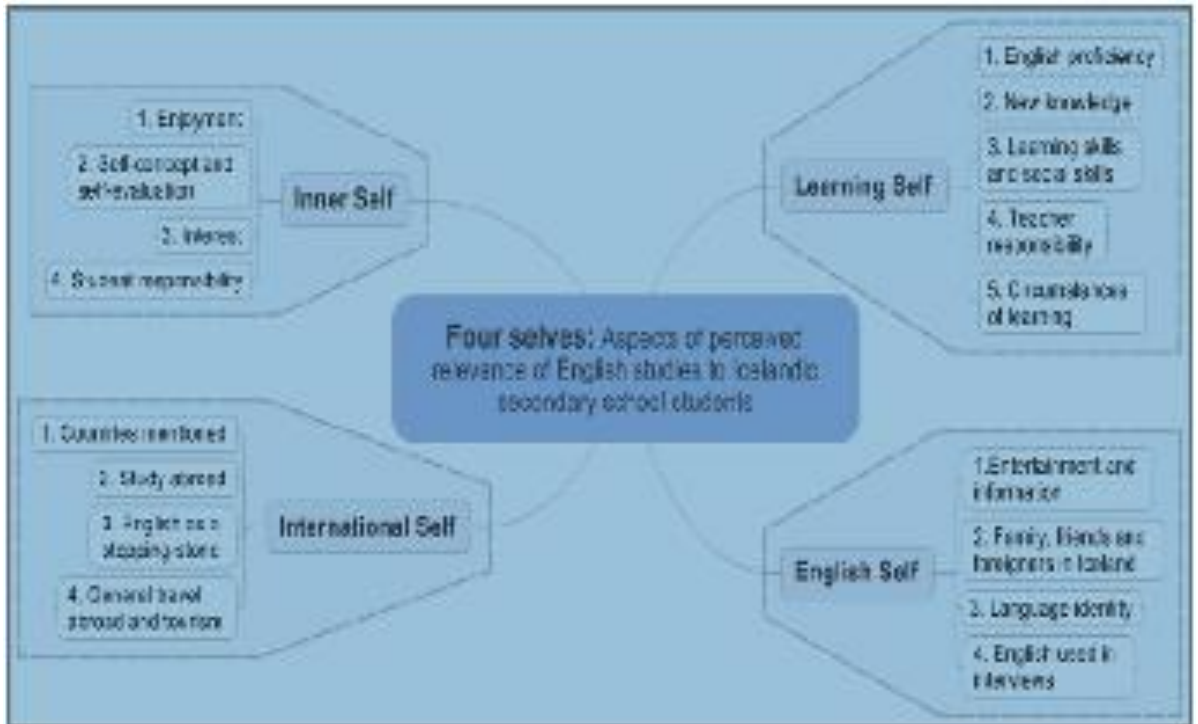 1. Enjoyment
2. Self-concept and
self-evaluation
3. Interest
4. Student responsibility
Inner Self
1. English proficiency
2. New knowledge
3. Learning skills
and social skills
4. Teacher
responsibility
5. Circumstances
of learning
Learning Self
Four selves: Aspects of perceived
relevance of English studies to Icelandic
secondary school students
1. Countries mentioned
2. Study abroad
3. English as a
stepping-stone
4. General travel
abroad and tourism
International Self
1.Entertainment and
information
2. Family, friends and
foreigners in Iceland
3. Language identity
4. English used in
interviews
English Self